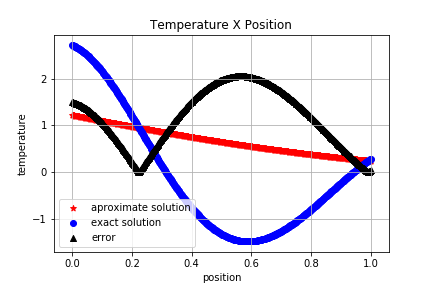 Temperature X Position
temperature
2
1
0
−1
aproximate solution
exact solution
error
0.0 0.2 0.4 0.6 0.8 1.0
position